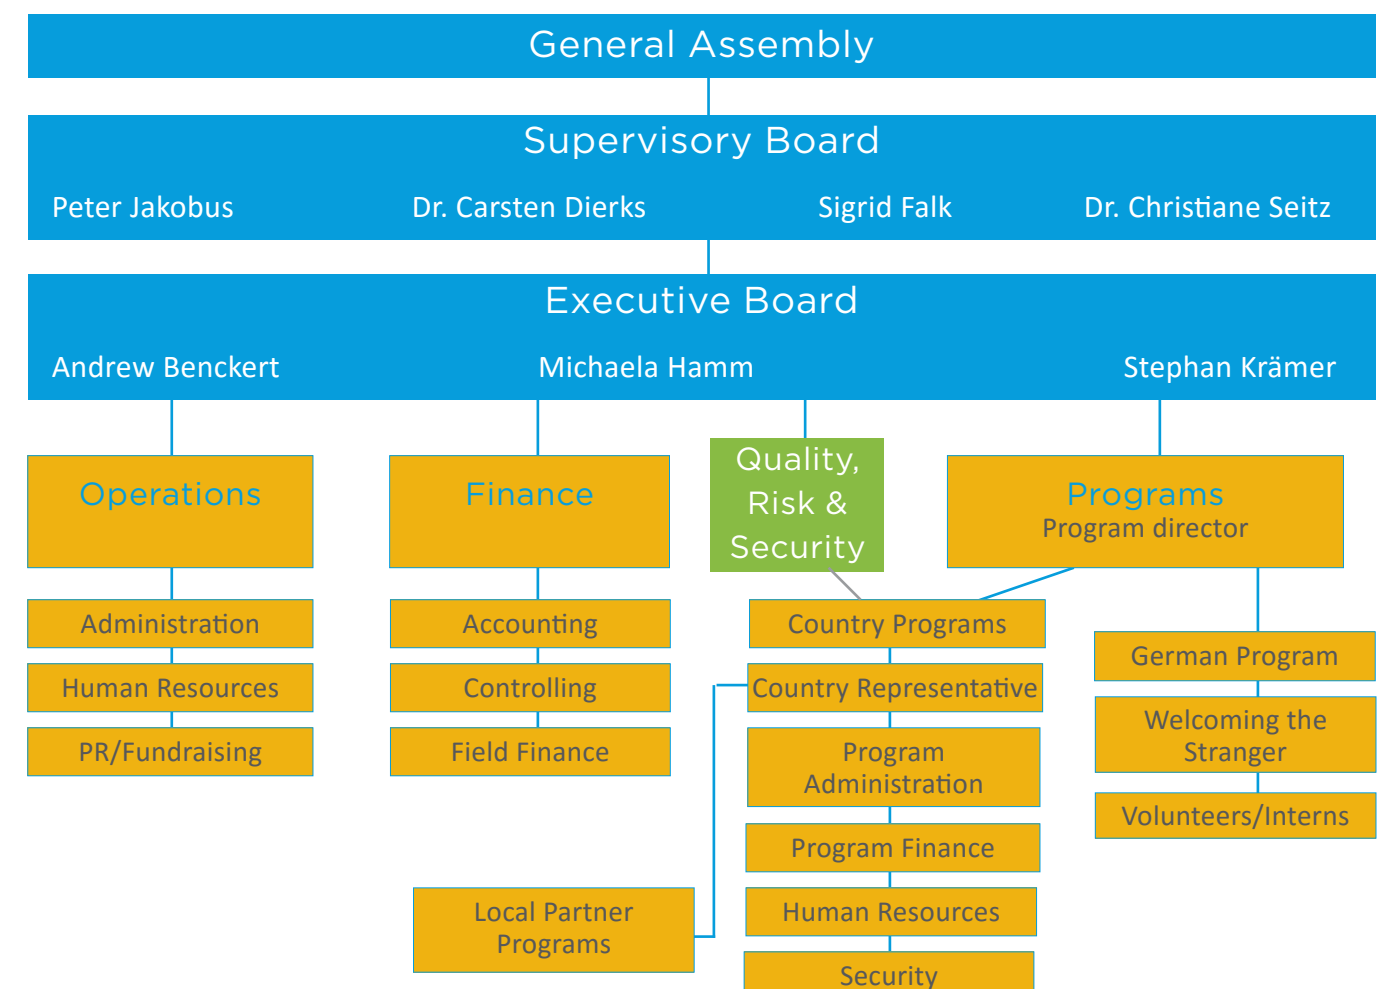 General Assembly
Supervisory Board
Peter Jakobus
Dr. Carsten Dierks
Sigrid Falk
Dr. Christiane Seitz
Executive Board
Andrew Benckert
Michaela Hamm
Stephan Krämer
Operations
Administration
Human Resources
PR/Fundraising
Finance
Accounting
Controlling
Field Finance
Quality,
Risk &
Security
Programs
Program director
Country Programs
Country Representative
Program
Administration
Program Finance
Human Resources
Security
Local Partner
Programs
German Program
Welcoming the
Stranger
Volunteers/Interns